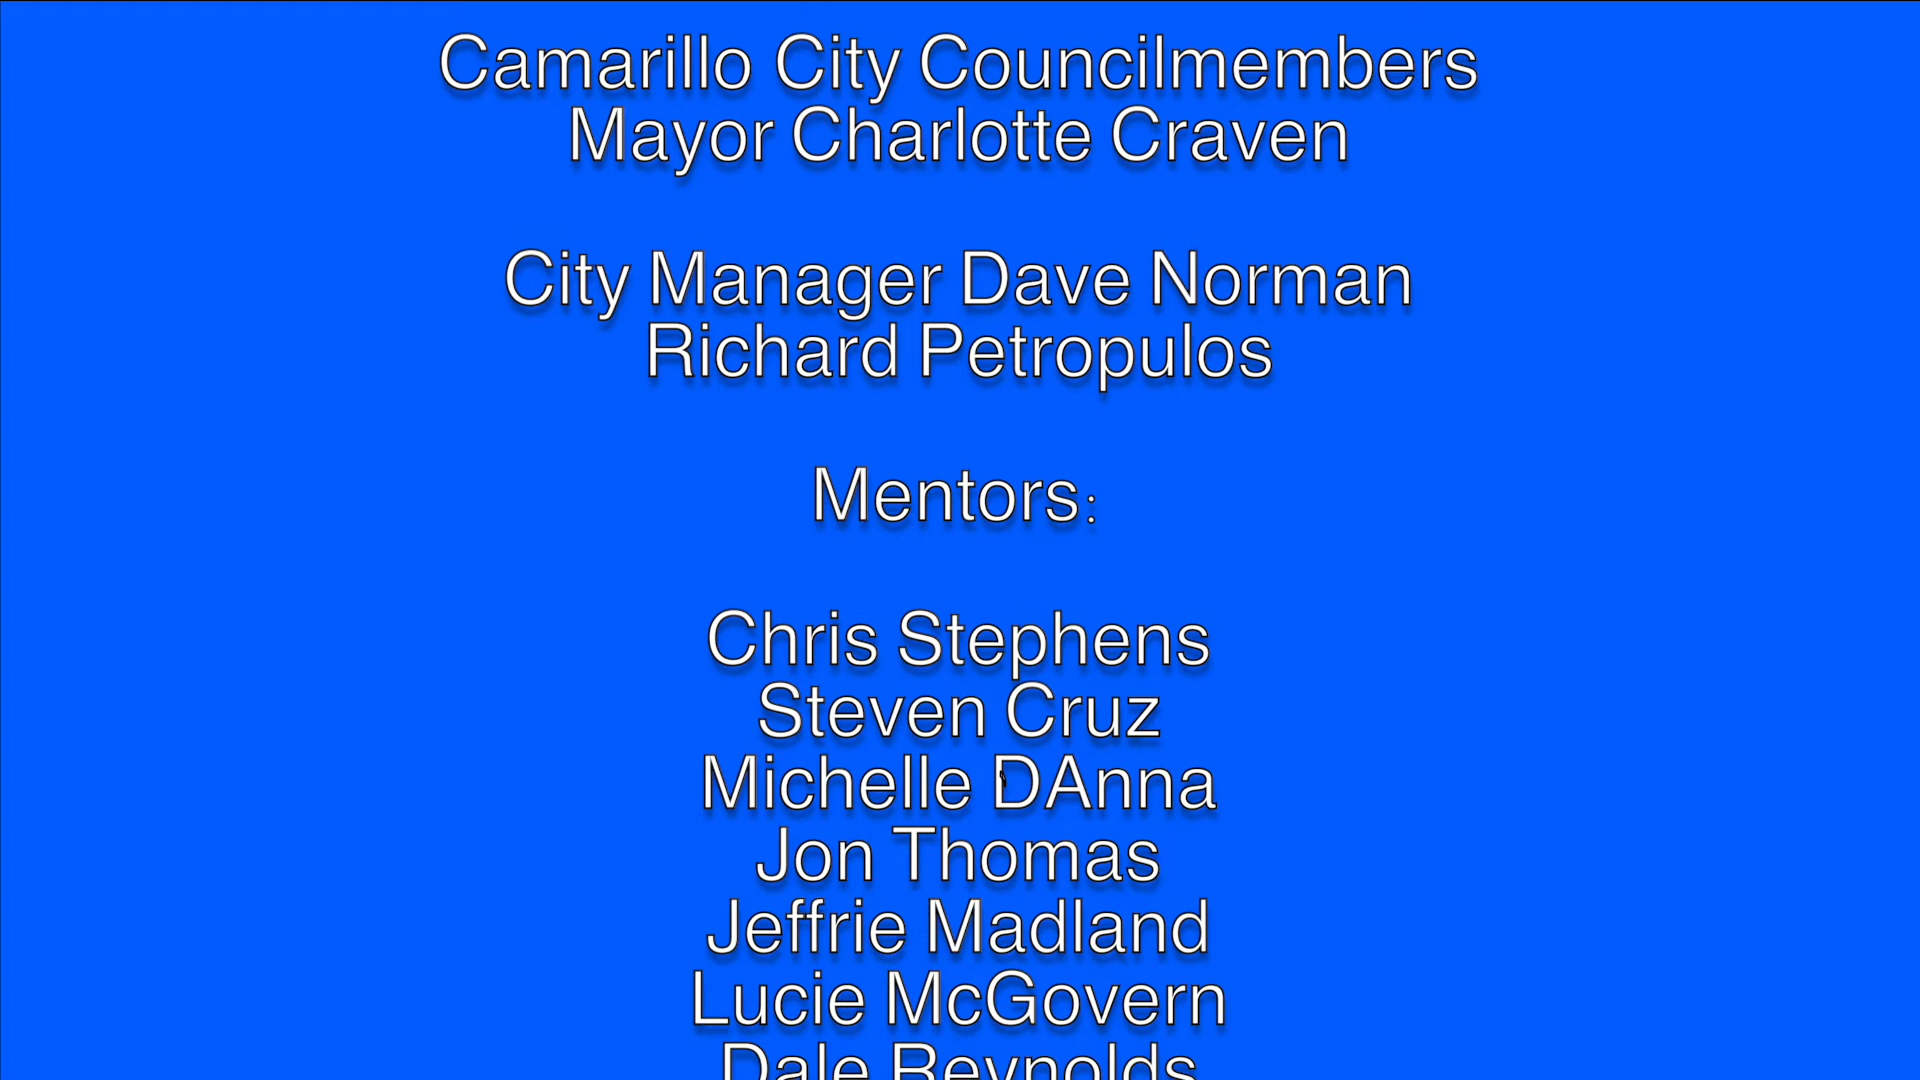 Camarillo City Councilmembers
Mayor Charlotte Craven
City Manager Dave Norman
Richard Petropulos
Mentors:
Chris Stephens
Steven Cruz
Michelle DAnna
Jon Thomas
Jeffrie Madland
Lucie McGovern
Dale Reynolds